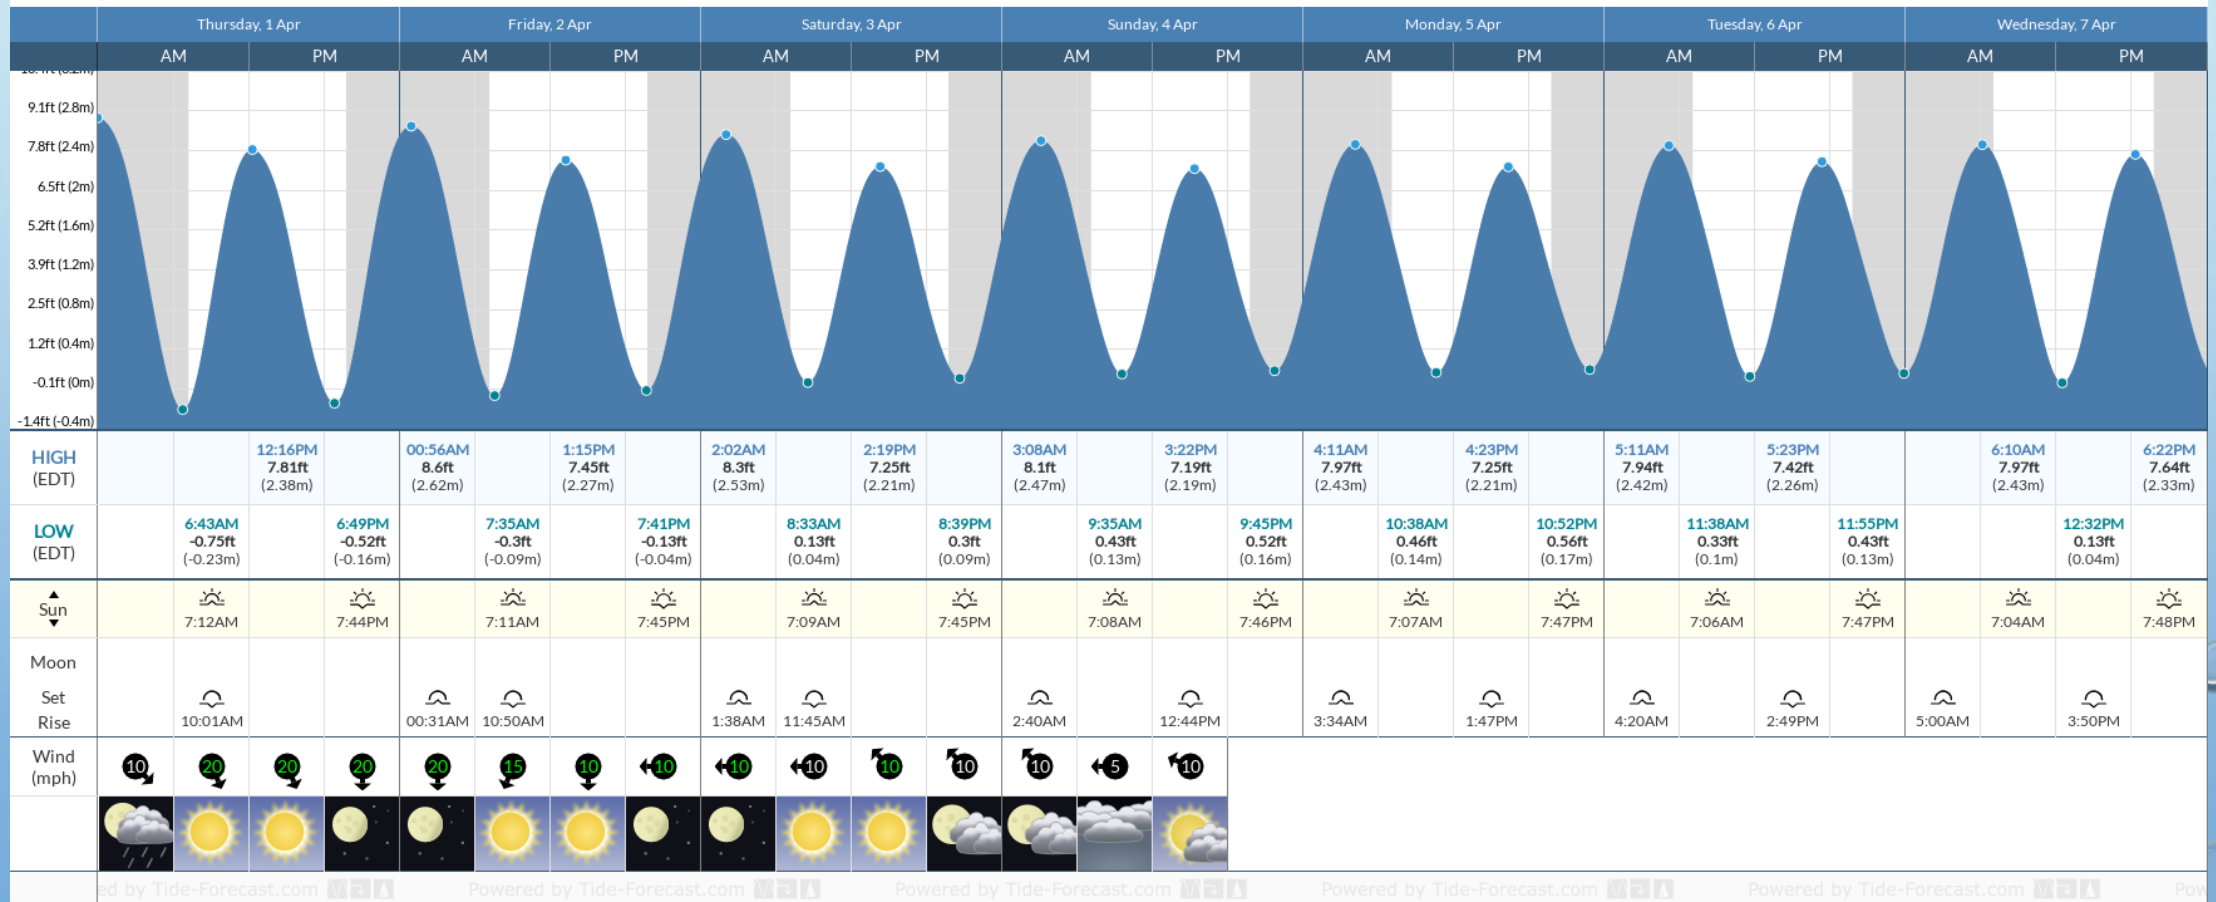 Thursday, 1 Apr Friday, 2 Apr Saturday, 3 Apr Sunday, 4 Apr Monday, 5 Apr Tuesday, 6 Apr Wednesday, 7 Apr
AM PM AM PM AM PM AM PM AM PM AM PM AM PM
9.1ft (2.8m)
7.8ft (2.4m)
6.5ft (2m)
5.2ft (1.6m)
3.9ft (1.2m)
2.5ft (0.8m)
1.2ft (0.4m)
-0.1ft (0m)
-1.4ft (-0.4m)
HIGH
(EDT)
12:16PM 00:56AM 1:15PM 2:02AM 2:19PM 3:08AM 3:22PM 4:11AM 4:23PM 5:11AM 5:23PM 6:10AM 6:22PM
7.81ft 8.6ft 7.45ft 8.3ft 7.25ft 8.1ft 7.19ft 7.97ft 7.25ft 7.94ft 7.42ft 7.97ft 7.64ft
(2.38m) (2.62m) (2.27m) (2.53m) (2.21m) (2.47m) (2.19m) (2.43m) (2.21m) (2.42m) (2.26m) (2.43m) (2.33m)
LOW
(EDT)
6:43AM 6:49PM 7:35AM 7:41PM 8:33AM 8:39PM 9:35AM 9:45PM 10:38AM 10:52PM 11:38AM 11:55PM 12:32PM
-0.75ft -0.52ft -0.3ft -0.13ft 0.13ft 0.3ft 0.43ft 0.52ft 0.46ft 0.56ft 0.33ft 0.43ft 0.13ft
(-0.23m) (-0.16m) (-0.09m) (-0.04m) (0.04m) (0.09m) (0.13m) (0.16m) (0.14m) (0.17m) (0.1m) (0.13m) (0.04m)
Sun
7:12AM 7:44PM 7:11AM 7:45PM 7:09AM 7:45PM 7:08AM 7:46PM 7:07AM 7:47PM 7:06AM 7:47PM 7:04AM 7:48PM
Moon
Set
Rise
10:01AM 00:31AM 10:50AM 1:38AM 11:45AM 2:40AM 12:44PM 3:34AM 1:47PM 4:20AM 2:49PM 5:00AM 3:50PM
Wind
(mph)
10 20 20 20 20 15 10 10 10 10 10 10 10 5 10
ed by Tide-Forecast.com Powered by Tide-Forecast.com Powered by Tide-Forecast.com Powered by Tide-Forecast.com Powered by Tide-Forecast.com Pow